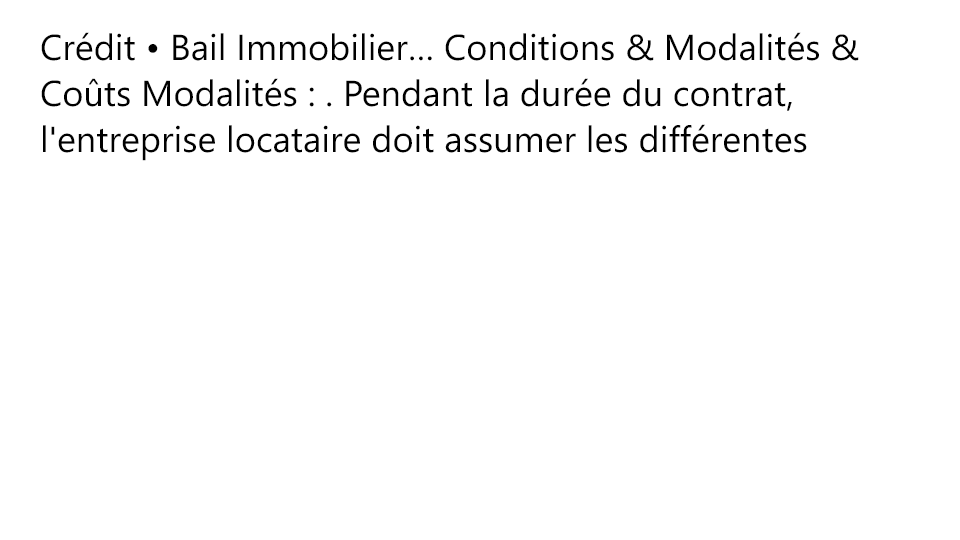 Crédit • Bail Immobilier... Conditions & Modalités &
Coûts Modalités : . Pendant la durée du contrat,
l'entreprise locataire doit assumer les différentes